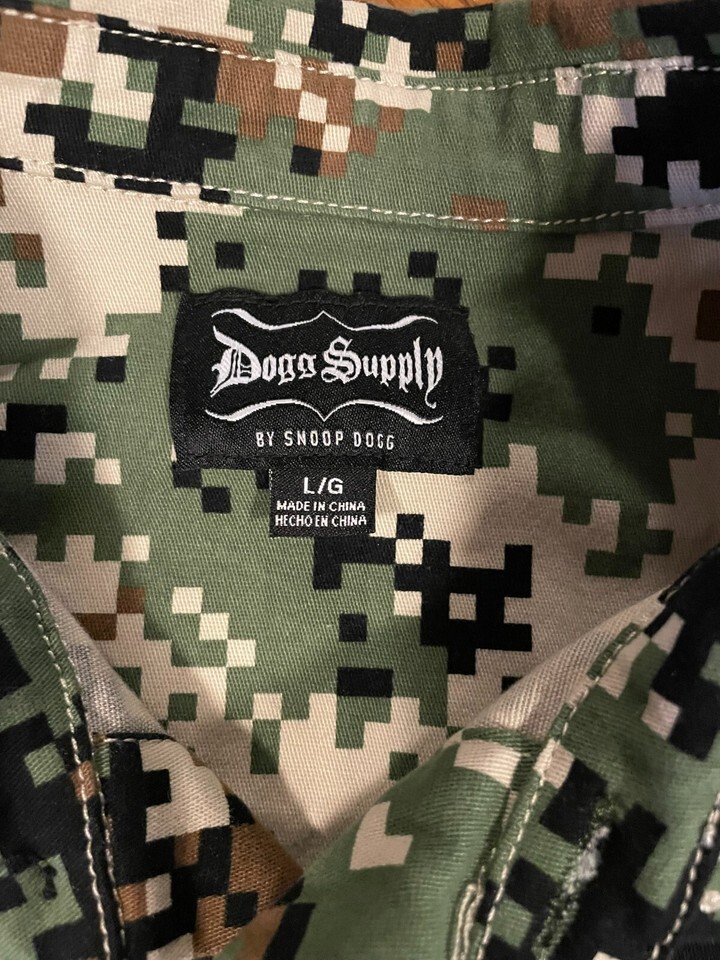 Dogg Supply
BY SNOOP DOGG
L/G
MADE IN CHINA
HECHO EN CHINA